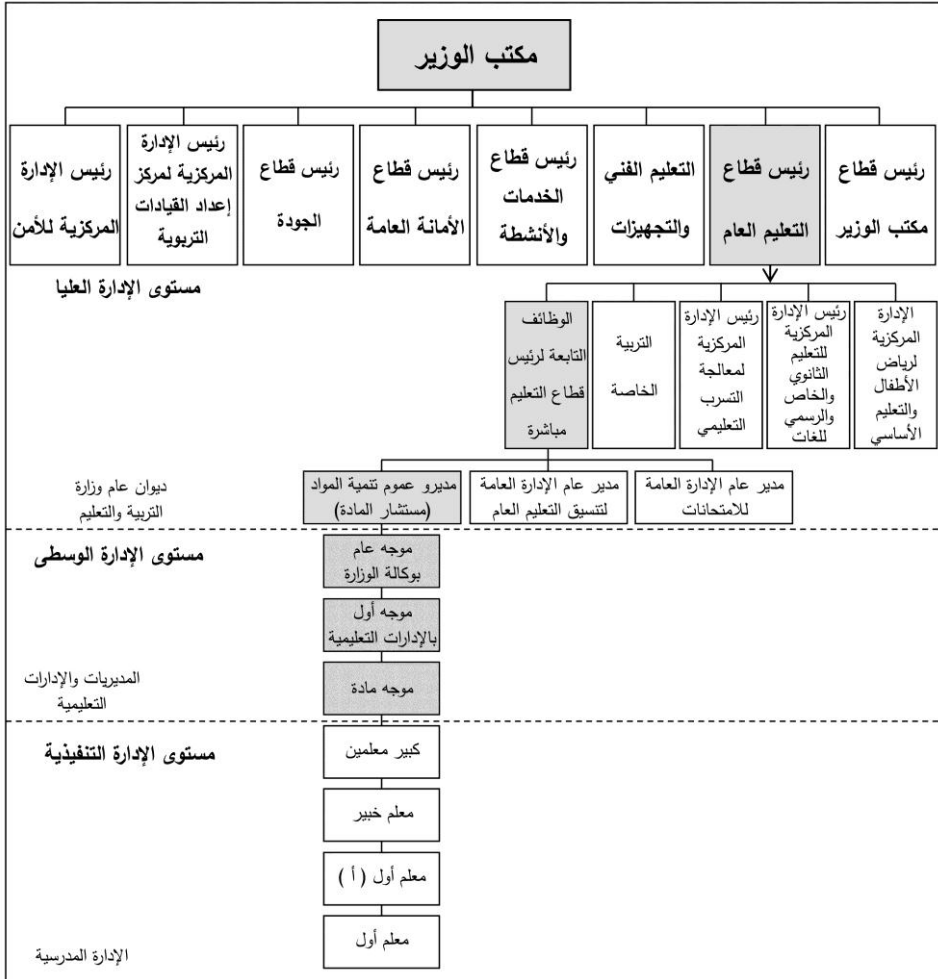 مكتب الوزير
رئيس قطاع
مكتب الوزير
رئيس قطاع
التعليم العام
التعليم الفني
والتجهيزات
رئيس قطاع
الخدمات
والأنشطة
رئيس قطاع
الأمانة العامة
رئيس قطاع
الجودة
رئيس الإدارة
المركزية لمركز
إعداد القيادات
التربوية
رئيس الإدارة
المركزية للأمن
مستوى الإدارة العليا
الإدارة
المركزية
لرياض
الأطفال
والتعليم
الأساسي
رئيس الإدارة
المركزية
للتعليم
الثانوي
والخاص
والرسمي
للغات
رئيس الإدارة
المركزية
لمعالجة
التسرب
التعليمي
التربية
الخاصة
الوظائف
التابعة لرئيس
قطاع التعليم
مباشرة
مدير عام الإدارة العامة
للامتحانات
مدير عام الإدارة العامة
لتنسيق التعليم العام
مديرو عموم تنمية المواد
(مستشار المادة)
ديوان عام وزارة
التربية والتعليم
مستوى الإدارة الوسطى
موجه عام
بوكالة الوزارة
موجه أول
بالإدارات التعليمية
موجه مادة
المديريات والإدارات
التعليمية
مستوى الإدارة التنفيذية
كبير معلمين
معلم خبير
معلم أول ( أ )
معلم أول
الإدارة المدرسية